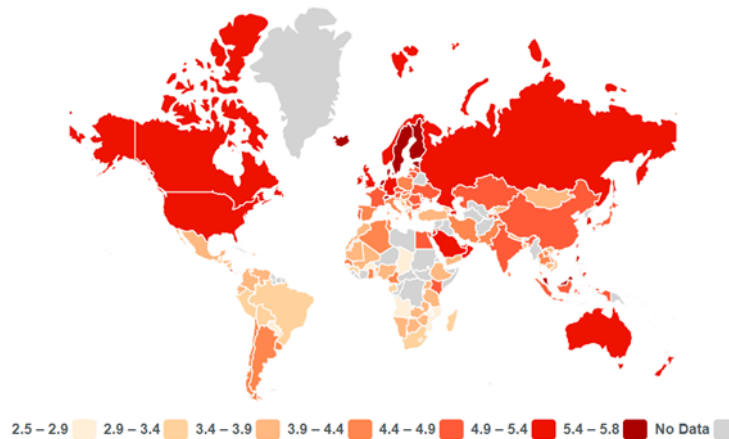 2.5 – 2.9 2.9 – 3.4 3.4 – 3.9 3.9 – 4.4 4.4 – 4.9 4.9 – 5.4 5.4 – 5.8 No Data